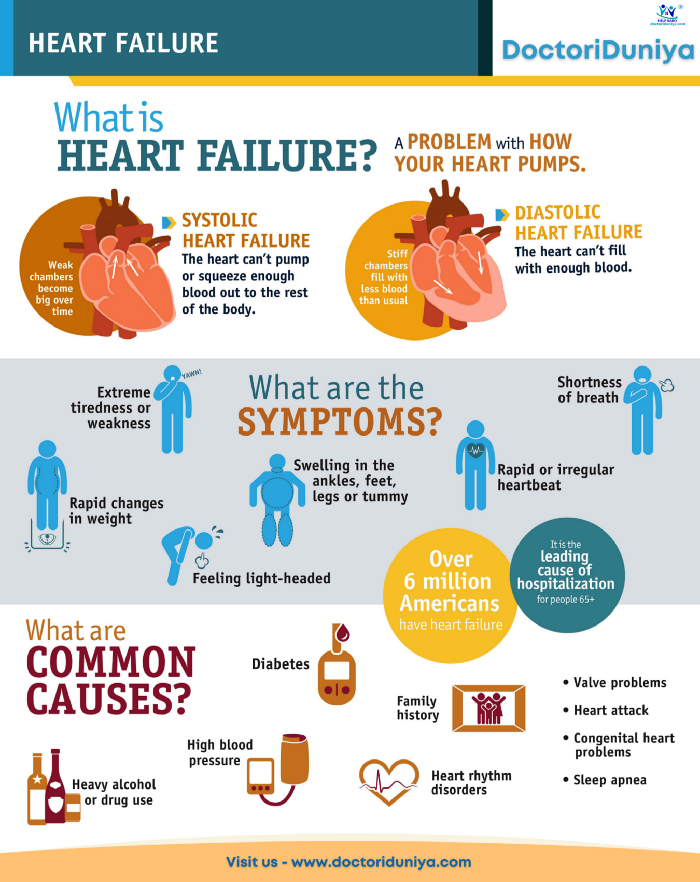 HEART FAILURE
doctoriduniya.com
DoctoriDuniya
What is
HEART FAILURE?
A PROBLEM with HOW
YOUR HEART PUMPS.
SYSTOLIC
HEART FAILURE
The heart can't pump
or squeeze enough
blood out to the rest
of the body.
Weak
chambers
become
big over
time
DIASTOLIC
HEART FAILURE
The heart can't fill
with enough blood.
Stiff
chambers
fill with
less blood
than usual
What are the
SYMPTOMS?
Extreme
tiredness or
weakness
YAWN!
Shortness
of breath
Rapid changes
in weight
Swelling in the
ankles, feet,
legs or tummy
Rapid or irregular
heartbeat
Feeling light-headed
Over
6 million
Americans
have heart failure
It is the
leading
cause of
hospitalization
for people 65+
What are
COMMON
CAUSES?
Diabetes
Family
history
High blood
pressure
Heart rhythm
disorders
Heavy alcohol
or drug use
• Valve problems
• Heart attack
• Congenital heart
problems
• Sleep apnea
Visit us - www.doctoriduniya.com